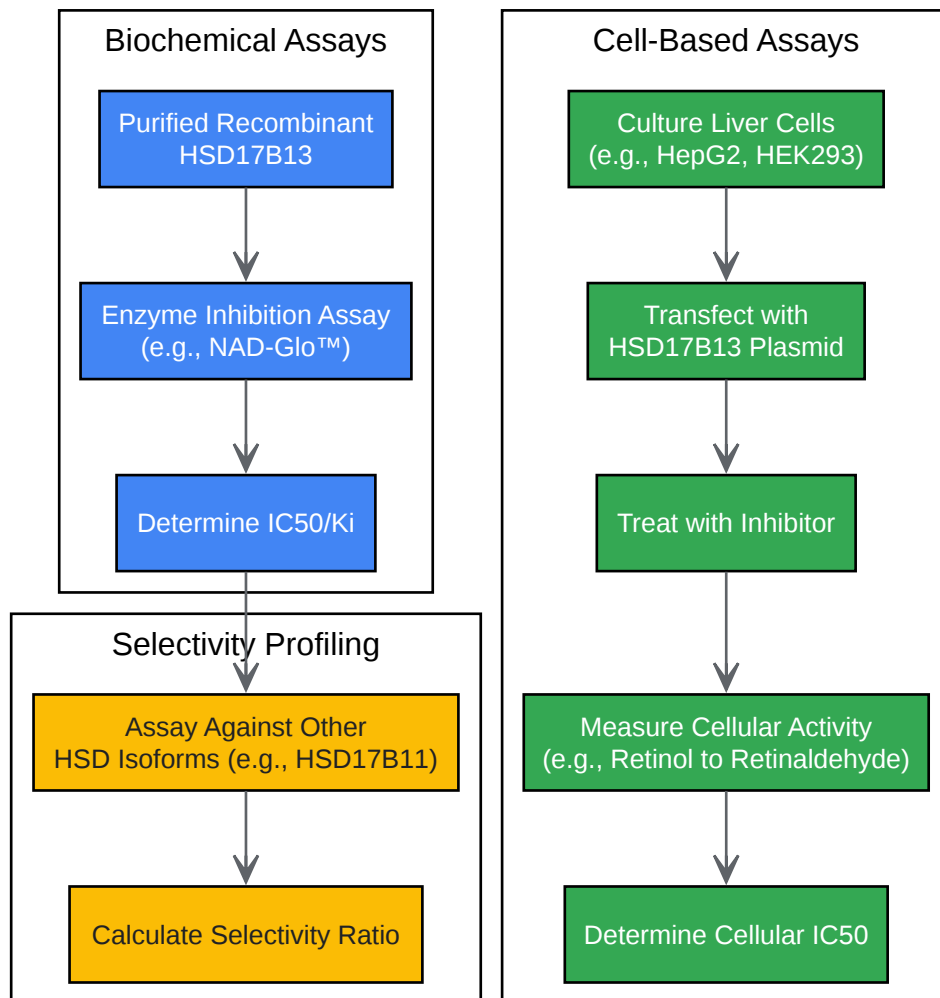 Biochemical Assays
Purified Recombinant
HSD17B13
Enzyme Inhibition Assay
(e.g., NAD-Glo™)
Determine IC50/Ki
Selectivity Profiling
Assay Against Other
HSD Isoforms (e.g., HSD17B11)
Calculate Selectivity Ratio
Cell-Based Assays
Culture Liver Cells
(e.g., HepG2, HEK293)
Transfect with
HSD17B13 Plasmid
Treat with Inhibitor
Measure Cellular Activity
(e.g., Retinol to Retinaldehyde)
Determine Cellular IC50